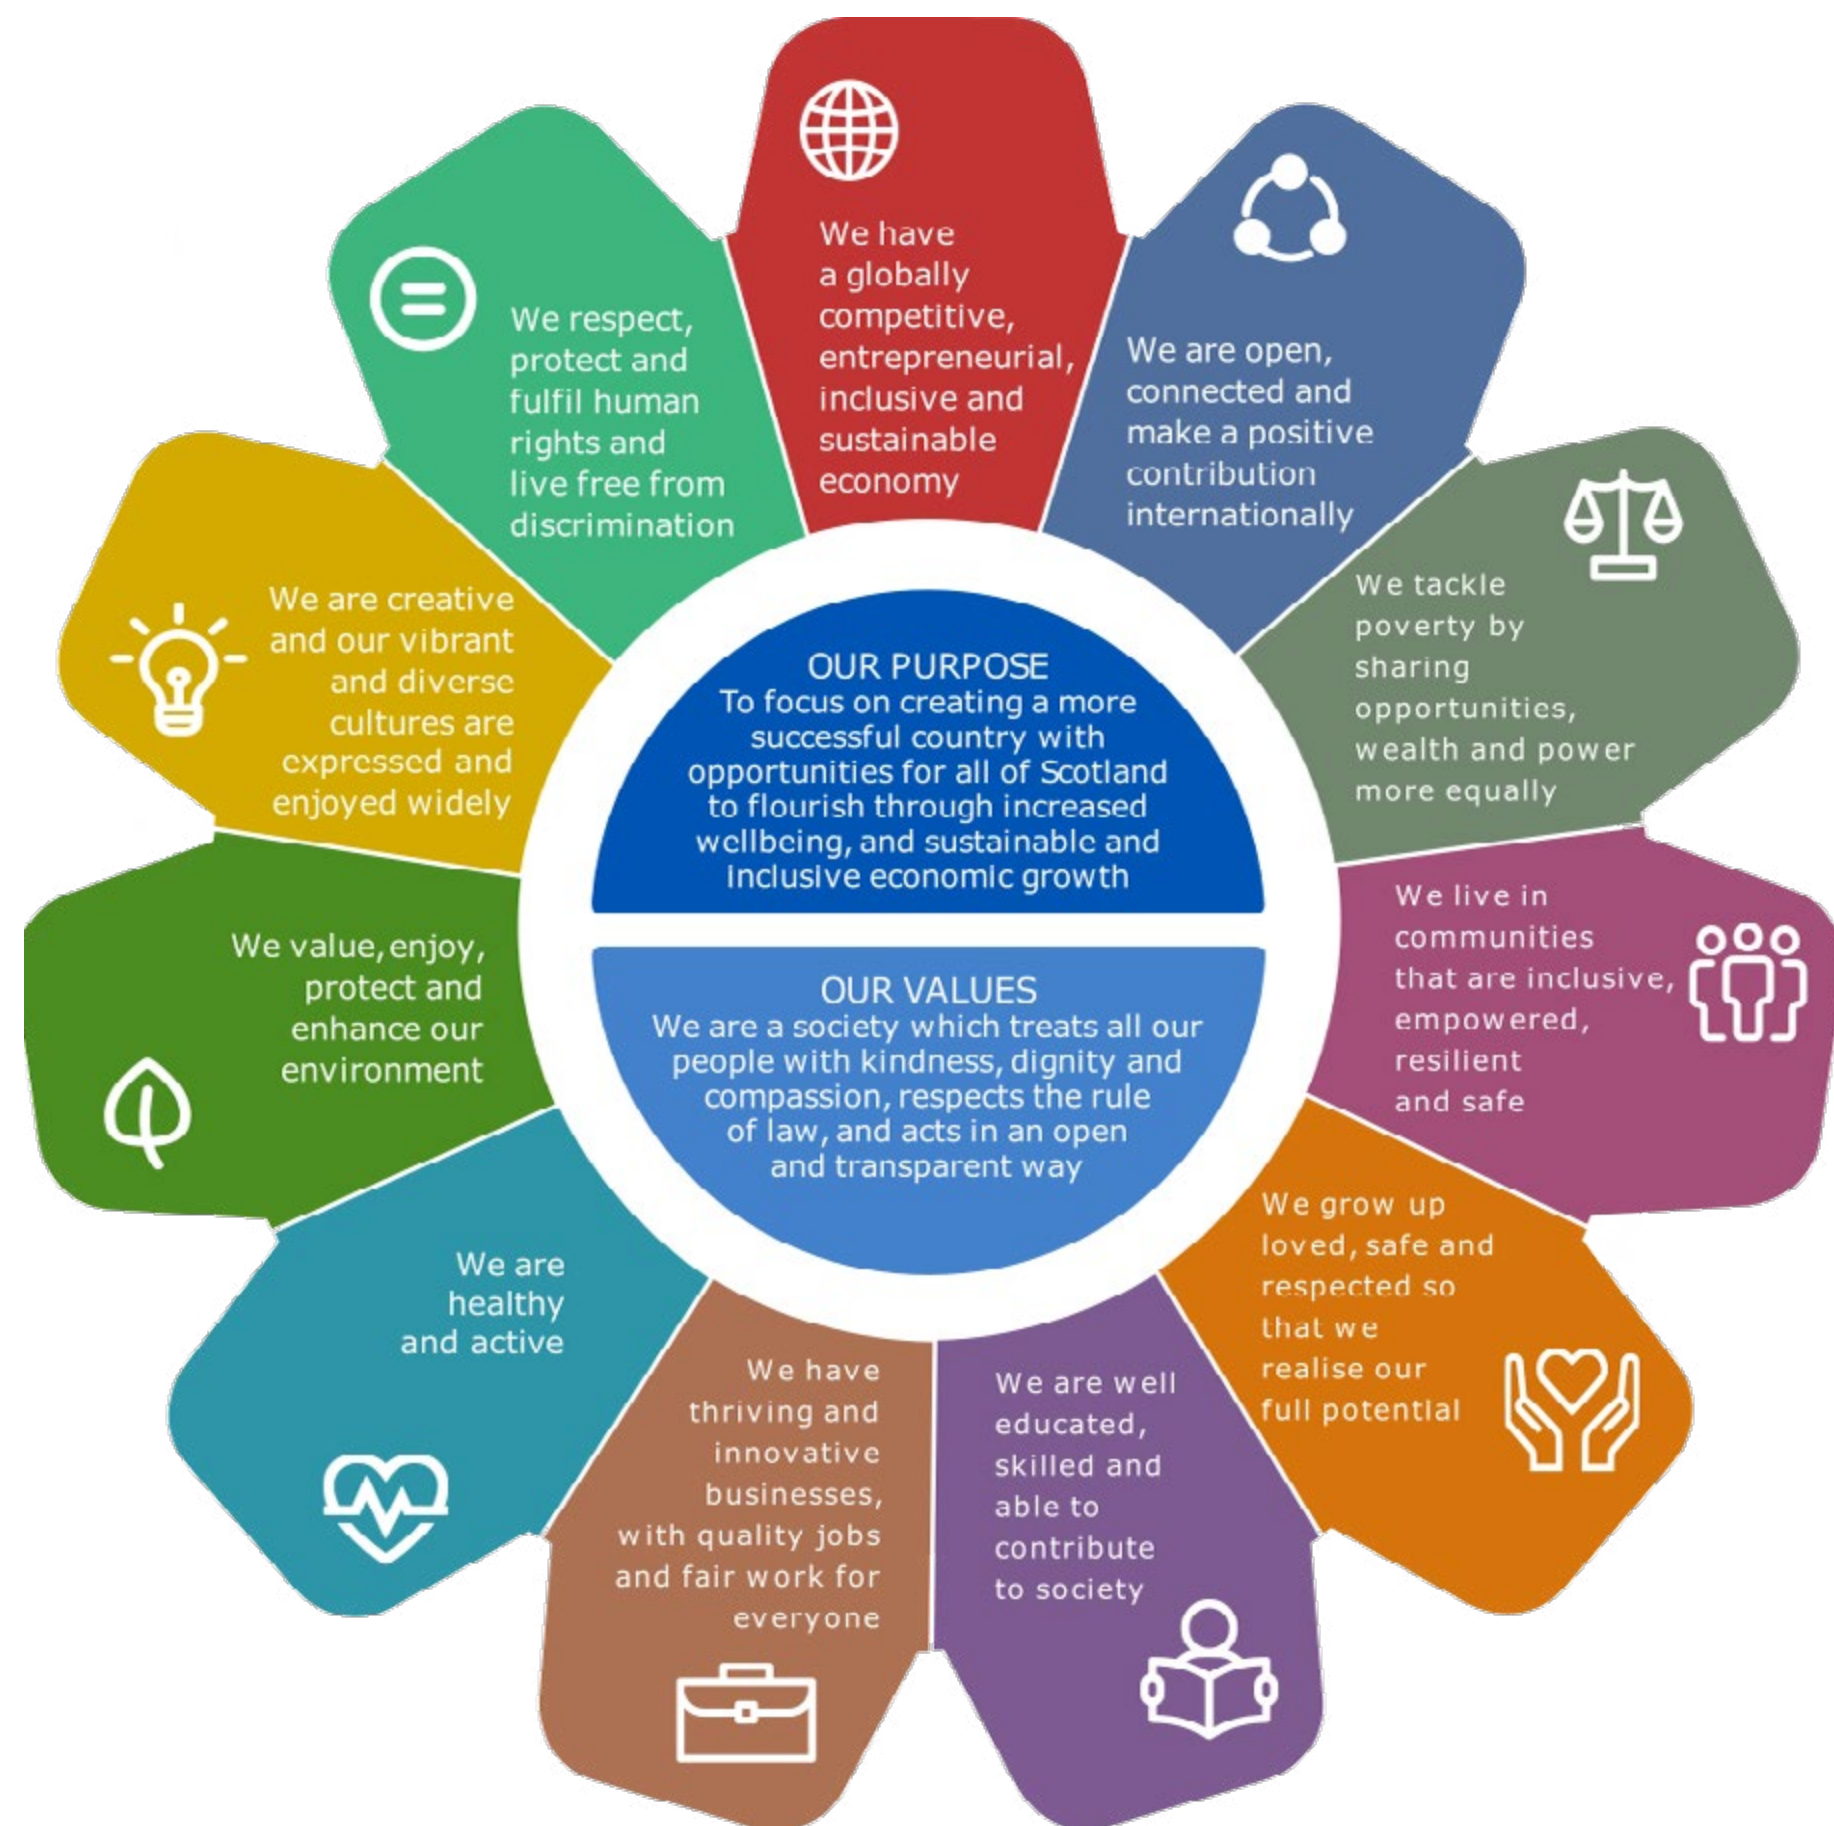 We have
a globally
competitive,
entrepreneurial,
inclusive and
sustainable
economy
We are open,
connected and
make a positive
contribution
internationally
We tackle
poverty by
sharing
opportunities,
wealth and power
more equally
We live in
communities
that are inclusive,
empowered,
resilient
and safe
We grow up
loved, safe and
respected so
that we
realise our
full potential
We are well
educated,
skilled and
able to
contribute
to society
We have
thriving and
innovative
businesses,
with quality jobs
and fair work for
everyone
We are
healthy
and active
We value, enjoy,
protect and
enhance our
environment
We are creative
and our vibrant
and diverse
cultures are
expressed and
enjoyed widely
We respect,
protect and
fulfil human
rights and
live free from
discrimination
OUR PURPOSE
To focus on creating a more
successful country with
opportunities for all of Scotland
to flourish through increased
wellbeing, and sustainable and
inclusive economic growth
OUR VALUES
We are a society which treats all our
people with kindness, dignity and
compassion, respects the rule
of law, and acts in an open
and transparent way